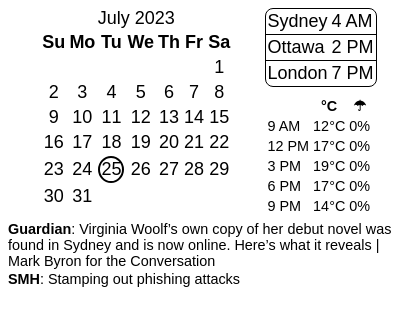 July 2023
Su Mo Tu We Th Fr Sa
1
2 3 4 5 6 7 8
9 10 11 12 13 14 15
16 17 18 19 20 21 22
23 24 25 26 27 28 29
30 31
Sydney 4 AM
Ottawa 2 PM
London 7 PM
°C ☂
9 AM 12°C 0%
12 PM 17°C 0%
3 PM 19°C 0%
6 PM 17°C 0%
9 PM 14°C 0%
Guardian: Virginia Woolf’s own copy of her debut novel was
found in Sydney and is now online. Here’s what it reveals |
Mark Byron for the Conversation
SMH: Stamping out phishing attacks